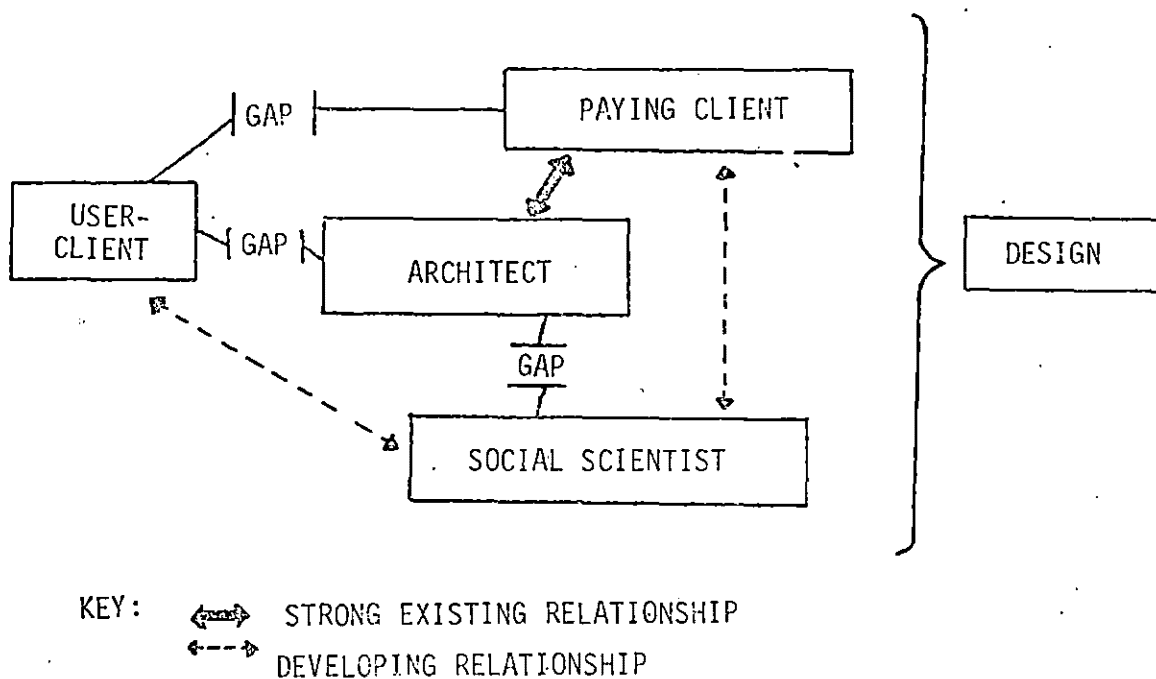 GAP
PAYING CLIENT
USER-
CLIENT
GAP
ARCHITECT
DESIGN
GAP
SOCIAL SCIENTIST
KEY:
STRONG EXISTING RELATIONSHIP
DEVELOPING RELATIONSHIP